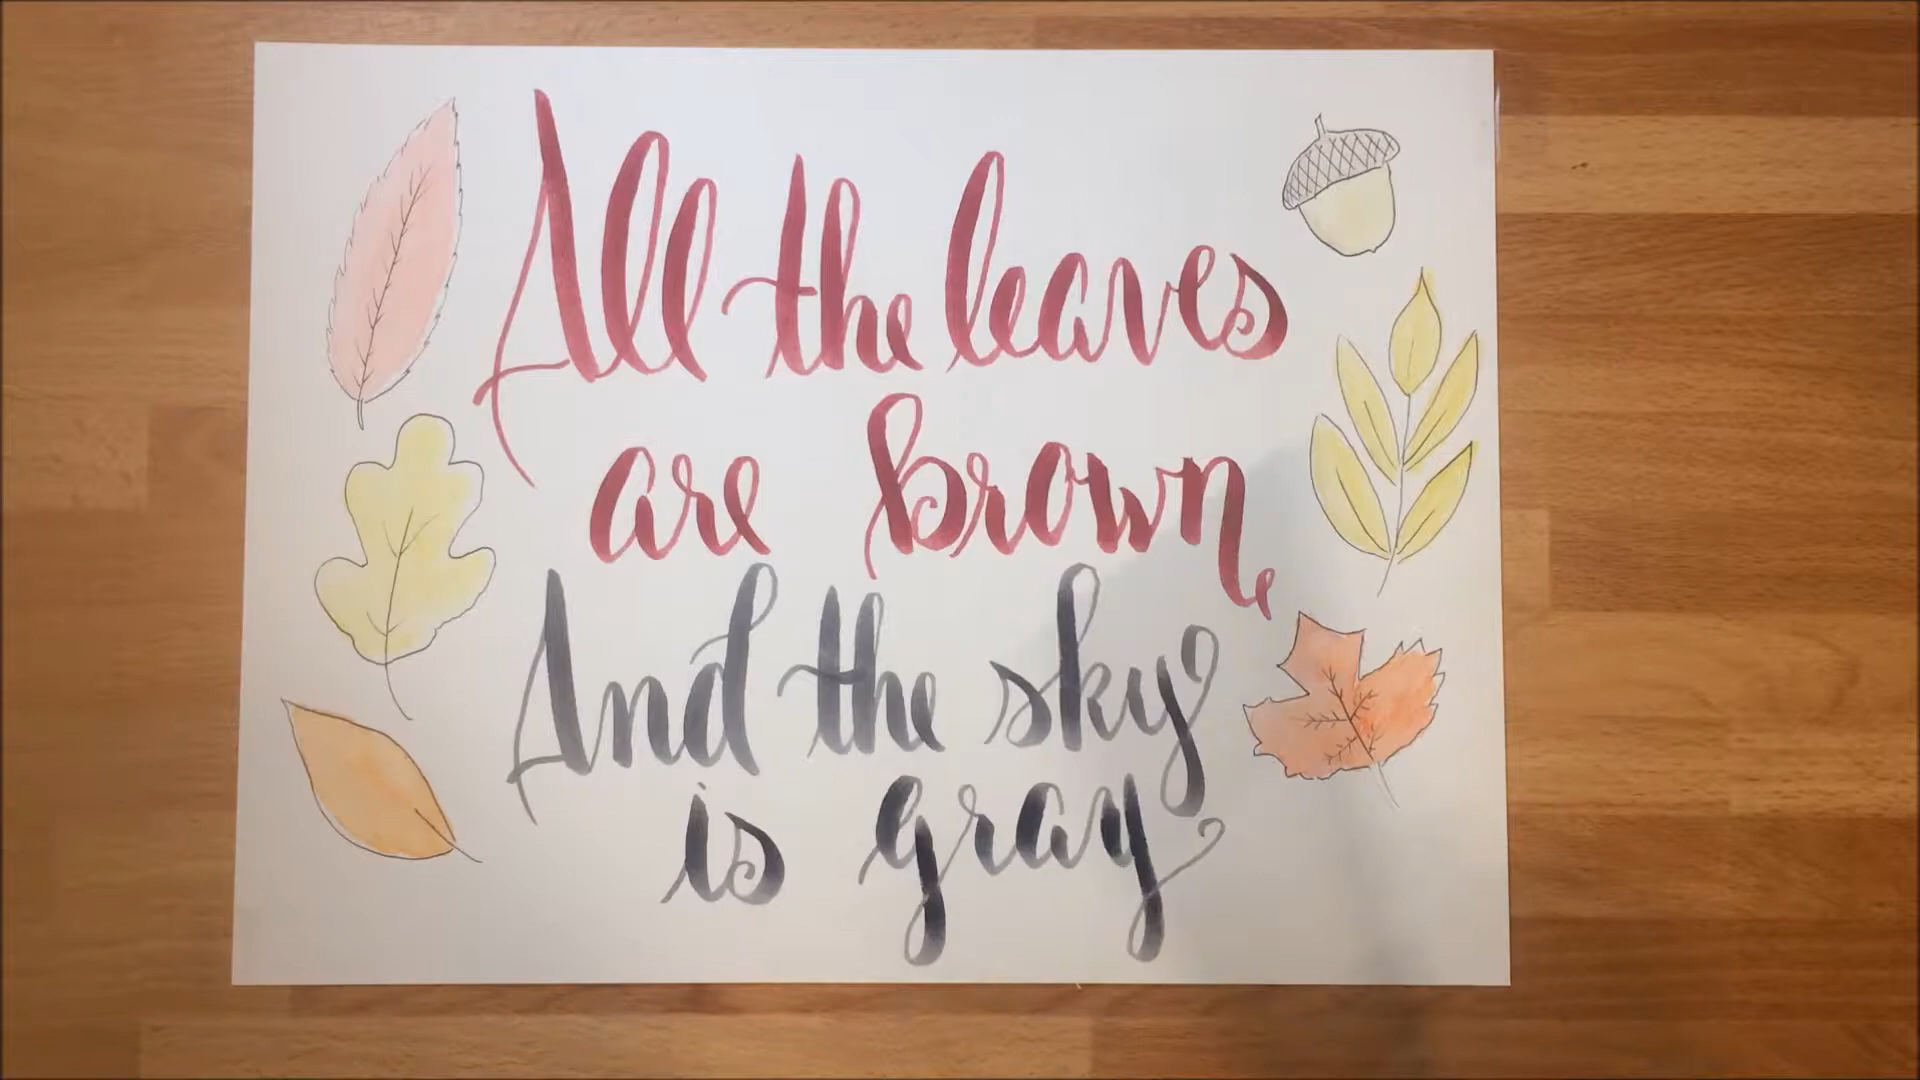 All the leaves
are brown,
And the sky
is gray